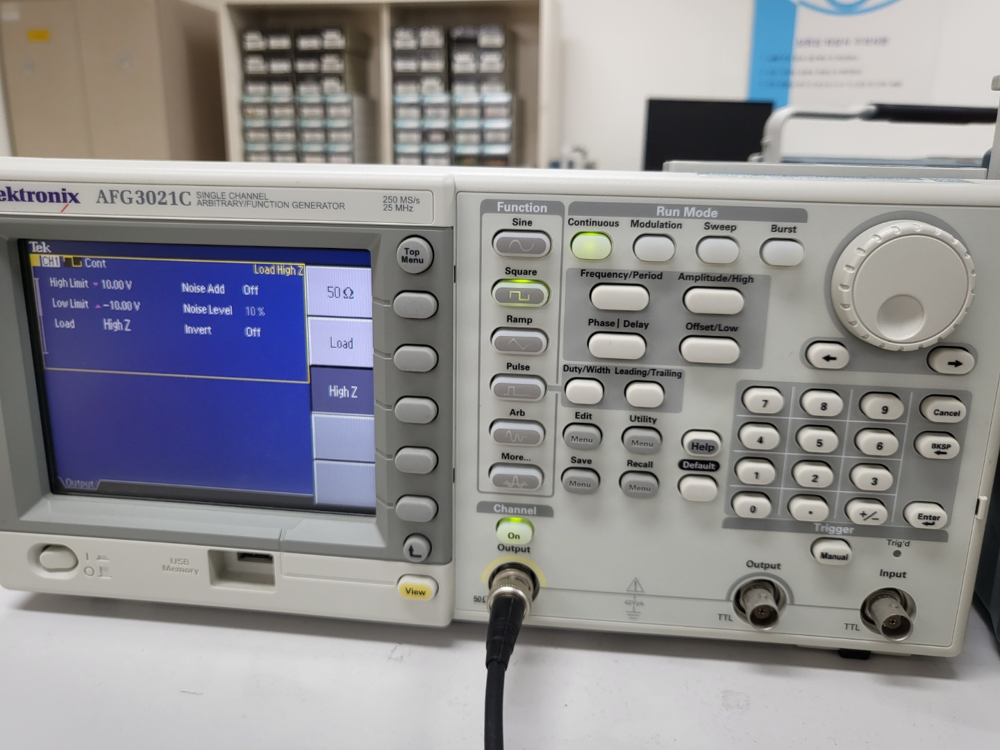 ektronix AFG3021C SINGLE CHANNEL
ARBITRARY/FUNCTION GENERATOR
250 MS/s
25 MHz
Tek
CH1 Cont
Load High Z
High Limit 10.00 V
Low Limit -10.00 V
Load High Z
Noise Add Off
Noise Level 10 %
Invert Off
Output
50Ω
Load
High Z
Top
Menu
USB
Memory
View
Function
Sine
Square
Ramp
Pulse
Arb
More...
Run Mode
Continuous
Modulation
Sweep
Burst
Frequency/Period
Amplitude/High
Phase | Delay
Offset/Low
Duty/Width
Leading/Trailing
Edit
Menu
Utility
Menu
Save
Menu
Recall
Menu
Help
Default
7 8 9 Cancel
4 5 6 BKSP
1 2 3
0 . +/− Enter
Channel
On
Output
50Ω
42Vpk
Trigger
Manual
Trig'd
Output
TTL
Input
TTL